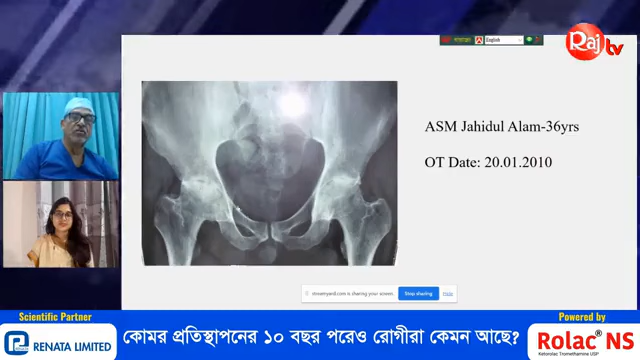 পাবলোক English
Raj tv
ASM Jahidul Alam-36yrs
OT Date: 20.01.2010
streamyard.com is sharing your screen. Stop sharing Hide
Scientific Partner
RENATA LIMITED
কোমর প্রতিস্থাপনের ১০ বছর পরেও রোগীরা কেমন আছে?
Powered by
Rolac® NS
Ketorolac Tromethamine USP